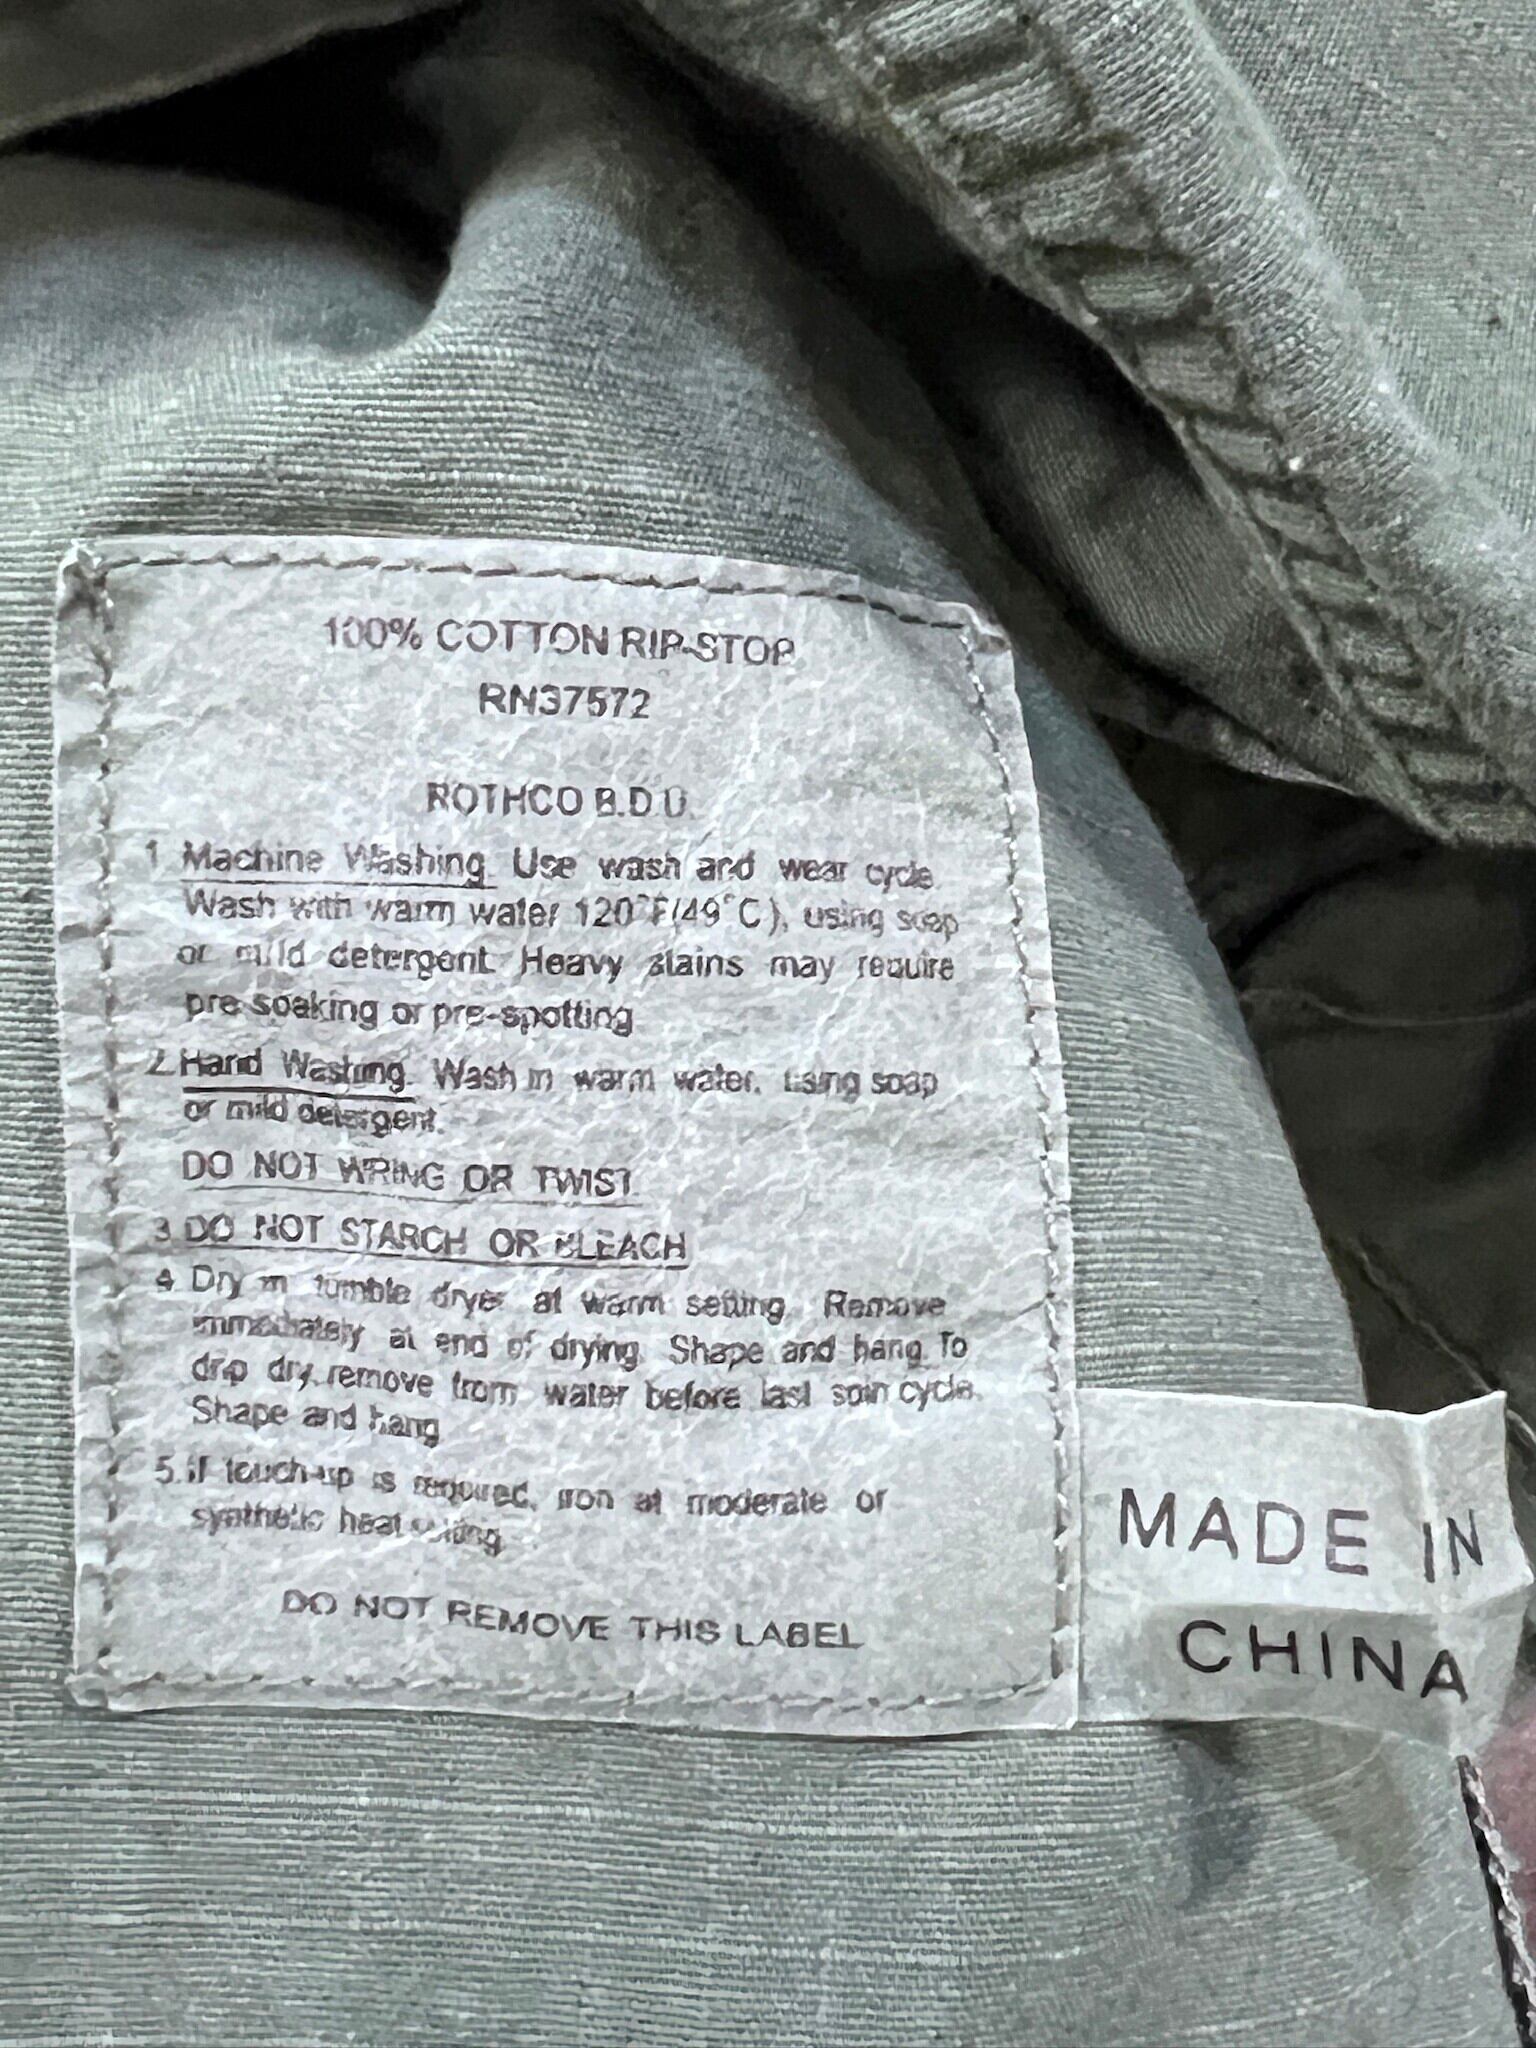 100% COTTON RIP-STOP
RN37572
ROTHCO B.D.U.
1. Machine Washing. Use wash and wear cycle.
Wash with warm water 120°F(49°C), using soap
or mild detergent. Heavy stains may require
pre soaking or pre-spotting
2. Hand Washing. Wash in warm water. using soap
or mild detergent.
DO NOT WRING OR TWIST.
3. DO NOT STARCH OR BLEACH
4. Dry in tumble dryer at warm setting. Remove
immediately at end of drying. Shape and hang. To
drip dry, remove from water before last spin cycle.
Shape and hang
5. If touch-up is required, iron at moderate or
synthetic heat setting.
DO NOT REMOVE THIS LABEL
MADE IN
CHINA